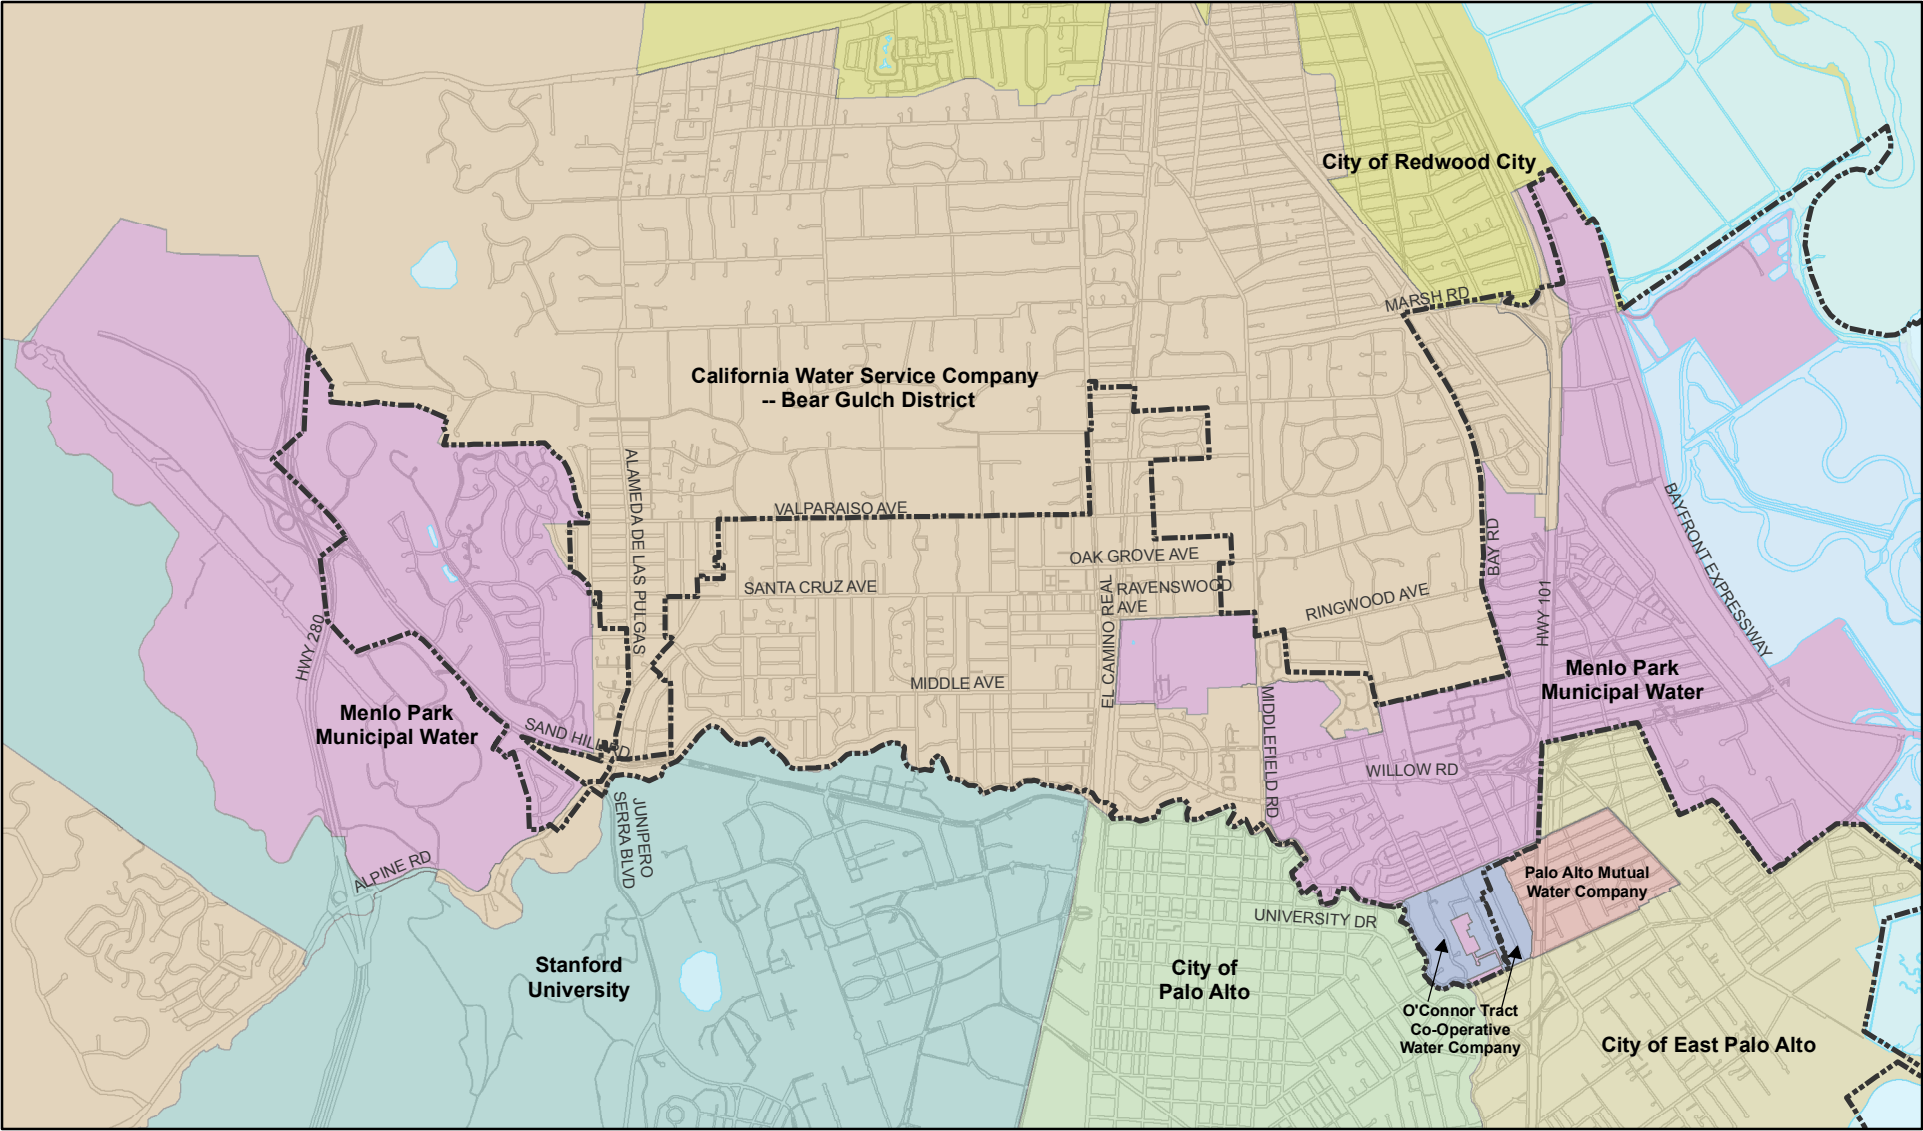 City of Redwood City
MARSH RD
California Water Service Company
-- Bear Gulch District
ALAMEDA DE LAS PULGAS
VALPARAISO AVE
OAK GROVE AVE
SANTA CRUZ AVE
RAVENSWOOD
AVE
RINGWOOD AVE
BAY RD
HWY 101
BAYFRONT EXPRESSWAY
HWY 280
EL CAMINO REAL
MIDDLE AVE
MIDDLEFIELD RD
Menlo Park
Municipal Water
Menlo Park
Municipal Water
SAND HILL RD
WILLOW RD
JUNIPERO
SERRA BLVD
ALPINE RD
Palo Alto Mutual
Water Company
UNIVERSITY DR
Stanford
University
City of
Palo Alto
O'Connor Tract
Co-Operative
Water Company
City of East Palo Alto